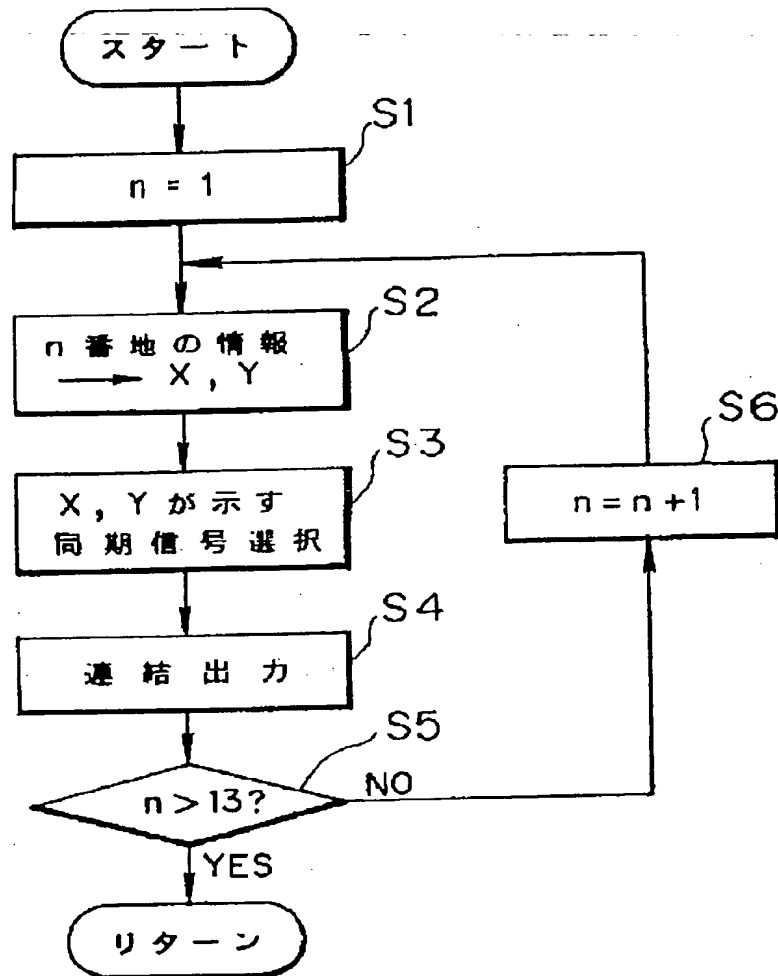 スタート
S1
n = 1
S2
n 番地の情報
→ X , Y
S3
X , Y が示す
同期信号選択
S4
連結出力
S5
n > 13?
NO
YES
S6
n = n + 1
リターン